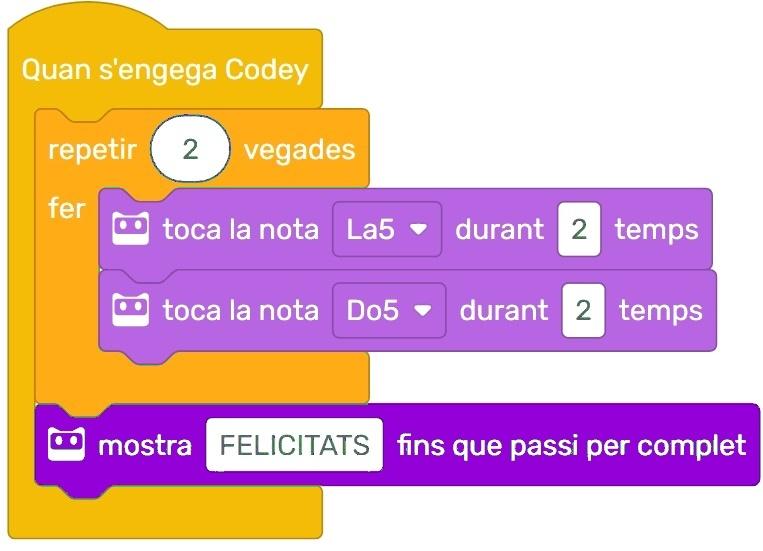 Quan s'engega Codey
repetir 2 vegades
fer
toca la nota La5 durant 2 temps
toca la nota Do5 durant 2 temps
mostra FELICITATS fins que passi per complet